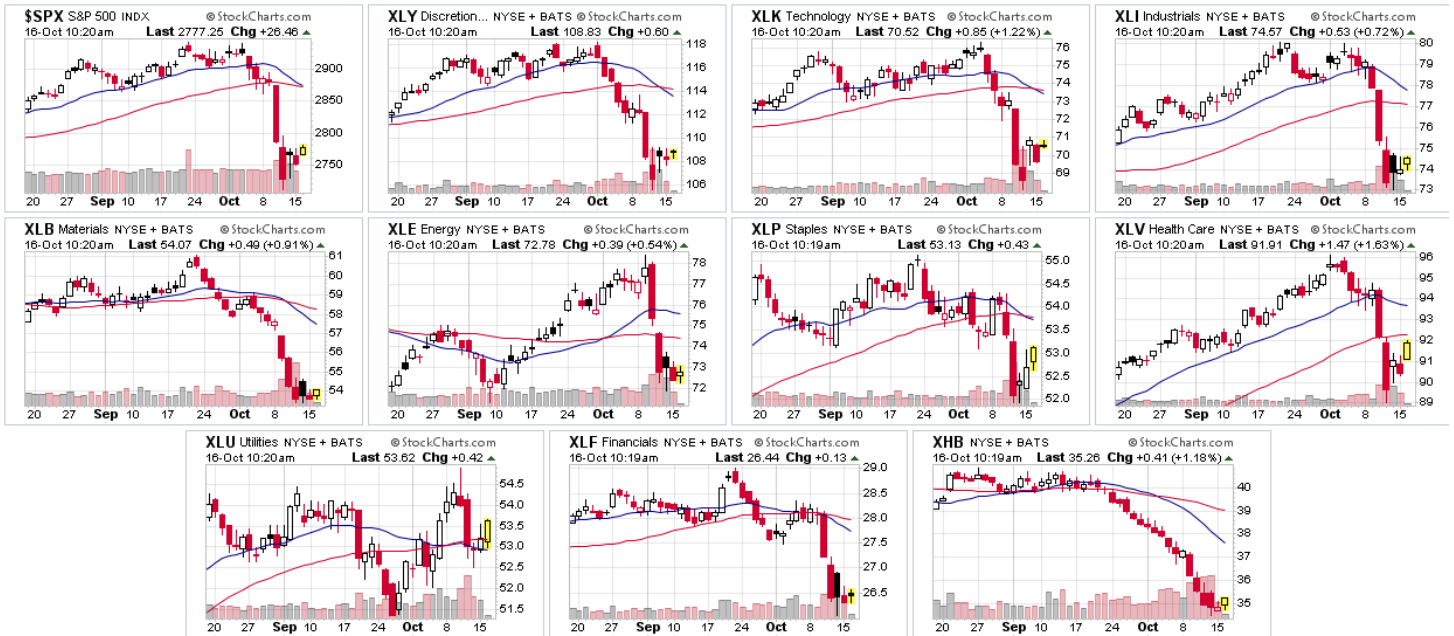 $SPX S&P 500 INDX © StockCharts.com
16-Oct 10:20am Last 2777.25 Chg +26.46
2900
2850
2800
2750
20 27 Sep 10 17 24 Oct 8 15
XLY Discretion... NYSE + BATS © StockCharts.com
16-Oct 10:20am Last 108.83 Chg +0.60
118
116
114
112
110
108
106
20 27 Sep 10 17 24 Oct 8 15
XLK Technology NYSE + BATS © StockCharts.com
16-Oct 10:20am Last 70.52 Chg +0.85 (+1.22%)
76
75
74
73
72
71
70
69
20 27 Sep 10 17 24 Oct 8 15
XLI Industrials NYSE + BATS © StockCharts.com
16-Oct 10:20am Last 74.57 Chg +0.53 (+0.72%)
80
79
78
77
76
75
74
73
20 27 Sep 10 17 24 Oct 8 15
XLB Materials NYSE + BATS © StockCharts.com
16-Oct 10:20am Last 54.07 Chg +0.49 (+0.91%)
61
60
59
58
57
56
55
54
20 27 Sep 10 17 24 Oct 8 15
XLE Energy NYSE + BATS © StockCharts.com
16-Oct 10:20am Last 72.78 Chg +0.39 (+0.54%)
78
77
76
75
74
73
72
20 27 Sep 10 17 24 Oct 8 15
XLP Staples NYSE + BATS © StockCharts.com
16-Oct 10:19am Last 53.13 Chg +0.43
55.0
54.5
54.0
53.5
53.0
52.5
52.0
20 27 Sep 10 17 24 Oct 8 15
XLV Health Care NYSE + BATS © StockCharts.com
16-Oct 10:20am Last 91.91 Chg +1.47 (+1.63%)
96
95
94
93
92
91
90
89
20 27 Sep 10 17 24 Oct 8 15
XLU Utilities NYSE + BATS © StockCharts.com
16-Oct 10:20am Last 53.62 Chg +0.42
54.5
54.0
53.5
53.0
52.5
52.0
51.5
20 27 Sep 10 17 24 Oct 8 15
XLF Financials NYSE + BATS © StockCharts.com
16-Oct 10:19am Last 26.44 Chg +0.13
29.0
28.5
28.0
27.5
27.0
26.5
20 27 Sep 10 17 24 Oct 8 15
XHB NYSE + BATS © StockCharts.com
16-Oct 10:19am Last 35.26 Chg +0.41 (+1.18%)
40
39
38
37
36
35
20 27 Sep 10 17 24 Oct 8 15